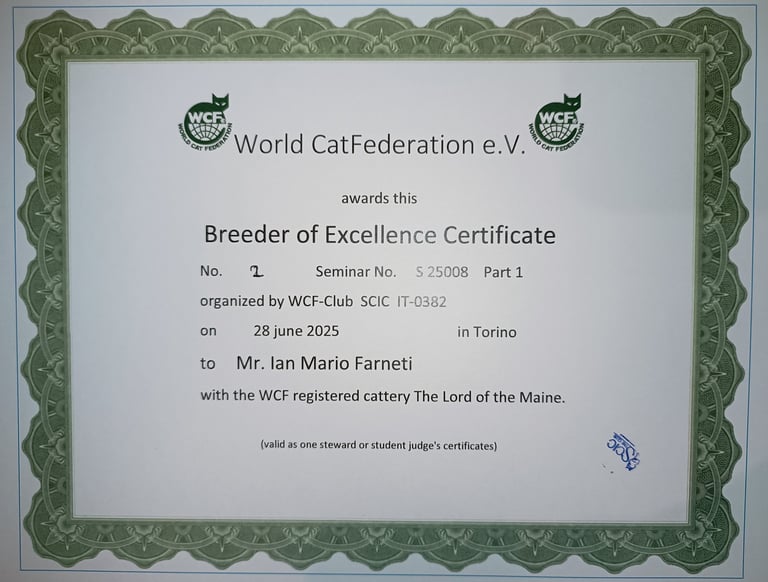 WCF
WORLD CAT FEDERATION
WCF
WORLD CAT FEDERATION
World CatFederation e.V.
awards this
Breeder of Excellence Certificate
No. 2 Seminar No. S 25008 Part 1
organized by WCF-Club SCIC IT-0382
on 28 june 2025 in Torino
to Mr. Ian Mario Farneti
with the WCF registered cattery The Lord of the Maine.
(valid as one steward or student judge's certificates)
SCIC